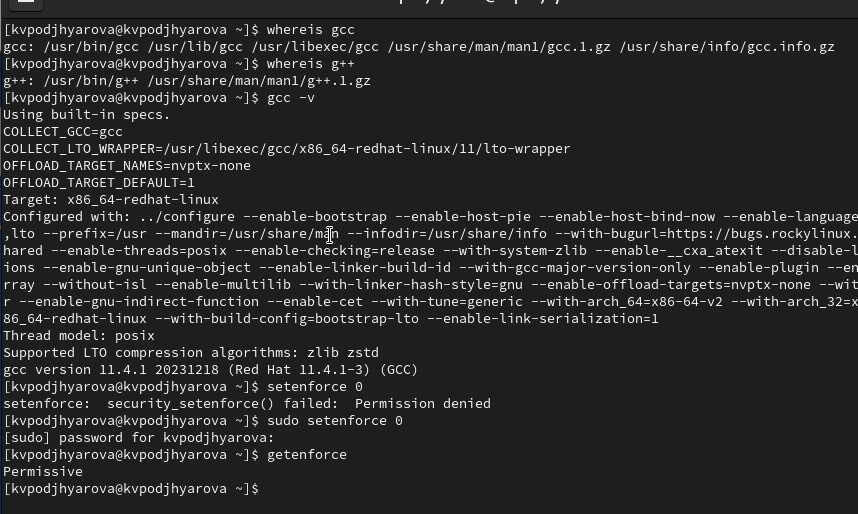 [kvpodjhyarova@kvpodjhyarova ~]$ whereis gcc
gcc: /usr/bin/gcc /usr/lib/gcc /usr/libexec/gcc /usr/share/man/man1/gcc.1.gz /usr/share/info/gcc.info.gz
[kvpodjhyarova@kvpodjhyarova ~]$ whereis g++
g++: /usr/bin/g++ /usr/share/man/man1/g++.1.gz
[kvpodjhyarova@kvpodjhyarova ~]$ gcc -v
Using built-in specs.
COLLECT_GCC=gcc
COLLECT_LTO_WRAPPER=/usr/libexec/gcc/x86_64-redhat-linux/11/lto-wrapper
OFFLOAD_TARGET_NAMES=nvptx-none
OFFLOAD_TARGET_DEFAULT=1
Target: x86_64-redhat-linux
Configured with: ../configure --enable-bootstrap --enable-host-pie --enable-host-bind-now --enable-language
,lto --prefix=/usr --mandir=/usr/share/man --infodir=/usr/share/info --with-bugurl=https://bugs.rockylinux.
hared --enable-threads=posix --enable-checking=release --with-system-zlib --enable-__cxa_atexit --disable-l
ions --enable-gnu-unique-object --enable-linker-build-id --with-gcc-major-version-only --enable-plugin --en
rray --without-isl --enable-multilib --with-linker-hash-style=gnu --enable-offload-targets=nvptx-none --wit
r --enable-gnu-indirect-function --enable-cet --with-tune=generic --with-arch_64=x86-64-v2 --with-arch_32=x
86_64-redhat-linux --with-build-config=bootstrap-lto --enable-link-serialization=1
Thread model: posix
Supported LTO compression algorithms: zlib zstd
gcc version 11.4.1 20231218 (Red Hat 11.4.1-3) (GCC)
[kvpodjhyarova@kvpodjhyarova ~]$ setenforce 0
setenforce:  security_setenforce() failed:  Permission denied
[kvpodjhyarova@kvpodjhyarova ~]$ sudo setenforce 0
[sudo] password for kvpodjhyarova:
[kvpodjhyarova@kvpodjhyarova ~]$ getenforce
Permissive
[kvpodjhyarova@kvpodjhyarova ~]$